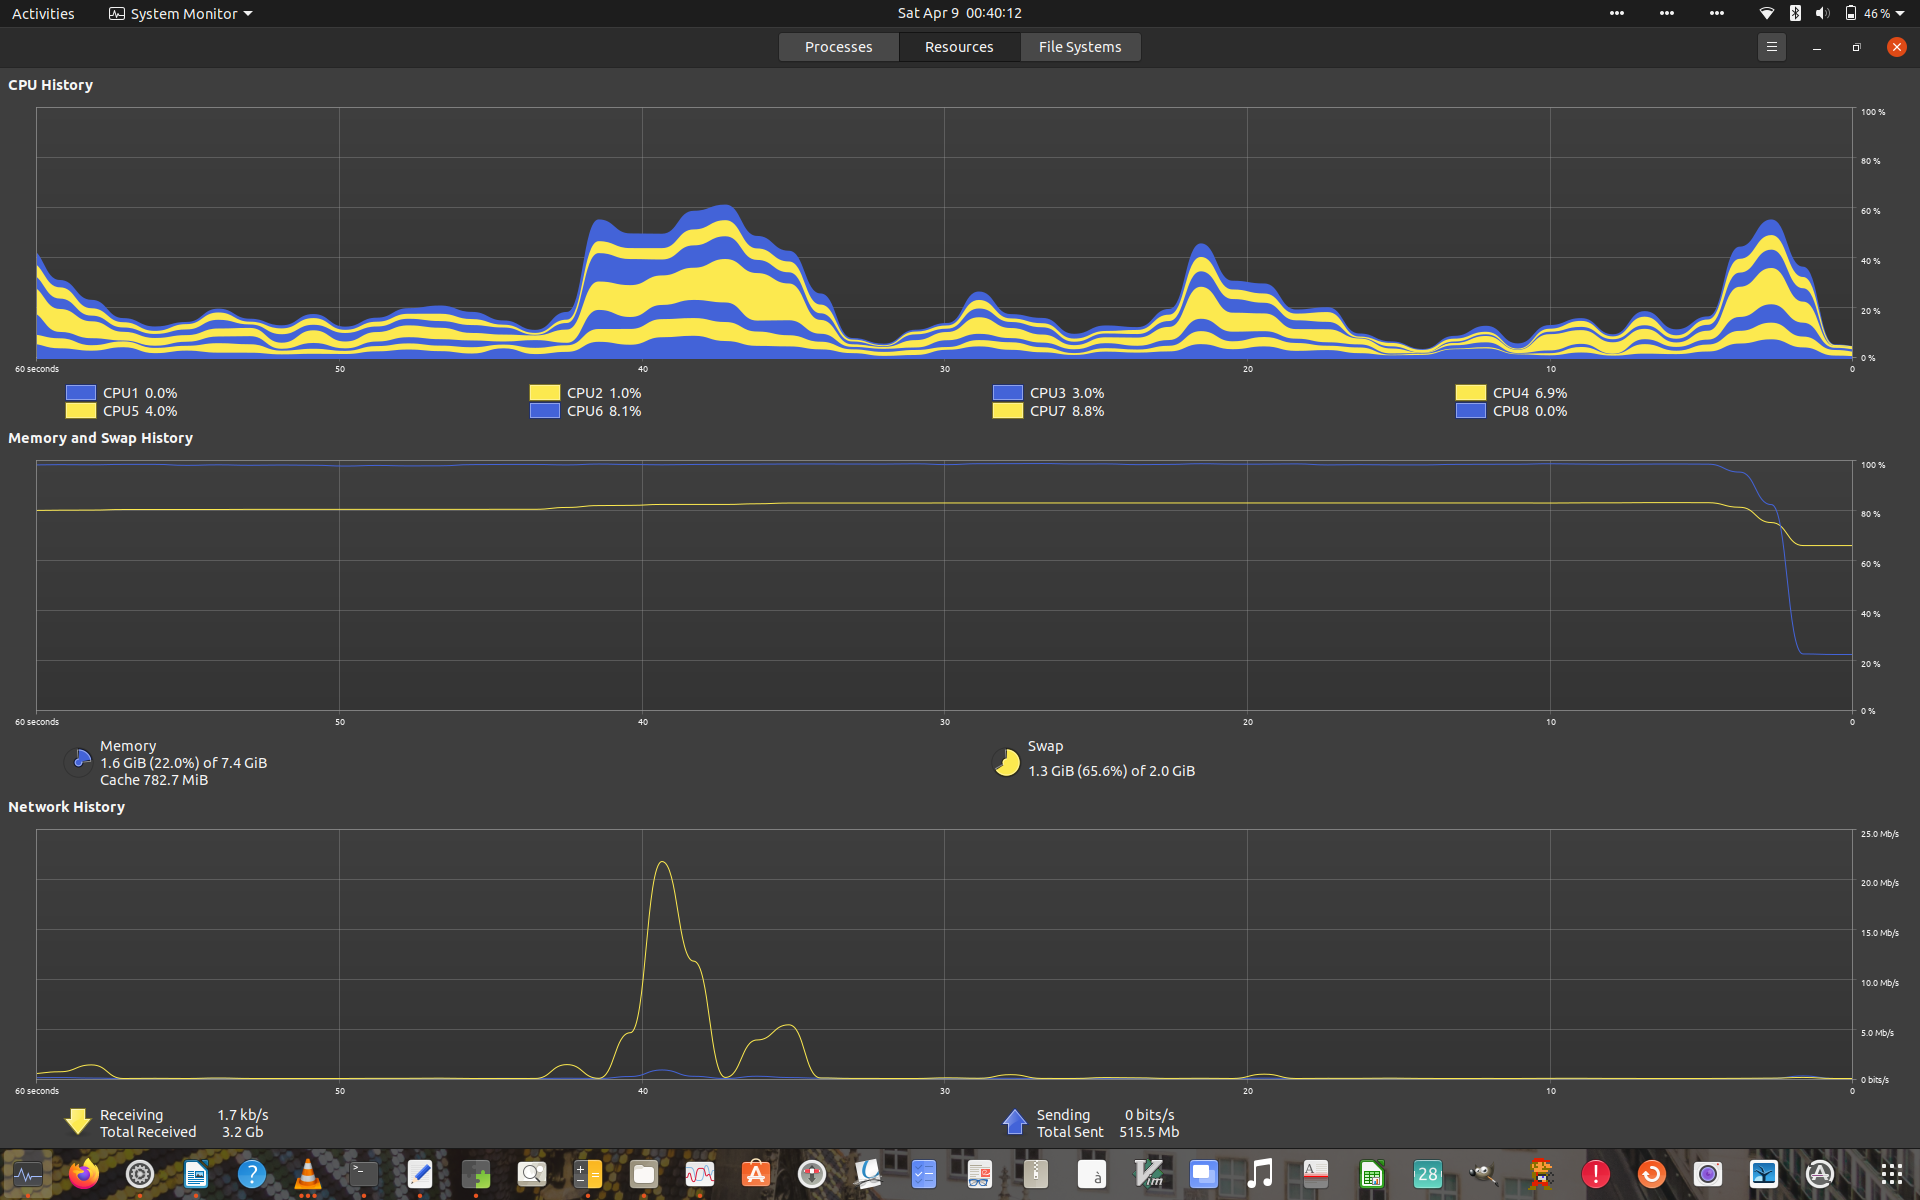 Activities System Monitor Sat Apr 9 00:40:12 46 %
Processes Resources File Systems
CPU History
100 %
80 %
60 %
40 %
20 %
0 %
60 seconds 50 40 30 20 10 0
CPU1 0.0% CPU2 1.0% CPU3 3.0% CPU4 6.9%
CPU5 4.0% CPU6 8.1% CPU7 8.8% CPU8 0.0%
Memory and Swap History
100 %
80 %
60 %
40 %
20 %
0 %
60 seconds 50 40 30 20 10 0
Memory
1.6 GiB (22.0%) of 7.4 GiB
Cache 782.7 MiB
Swap
1.3 GiB (65.6%) of 2.0 GiB
Network History
25.0 Mb/s
20.0 Mb/s
15.0 Mb/s
10.0 Mb/s
5.0 Mb/s
0 bits/s
60 seconds 50 40 30 20 10 0
Receiving 1.7 kb/s
Total Received 3.2 Gb
Sending 0 bits/s
Total Sent 515.5 Mb
? >_ à Vim A 28 !